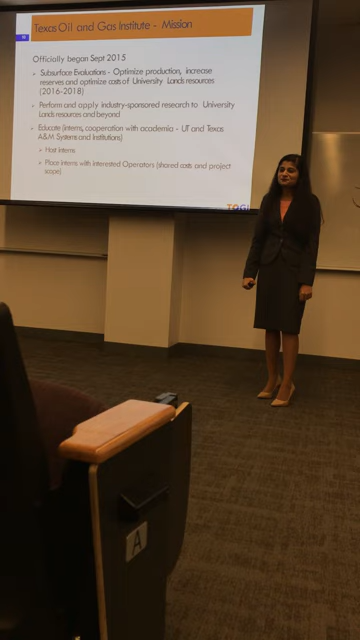 Texas Oil and Gas Institute - Mission
Officially began Sept 2015
Subsurface Evaluations - Optimize production, increase
reserves and optimize costs of University Lands resources
(2016-2018)
Perform and apply industry-sponsored research to University
Lands resources and beyond
Educate (interns, cooperation with academia - UT and Texas
A&M Systems and Institutions)
Host interns
Place Interns with interested Operators (shared costs and project
scope)
TOGI
A